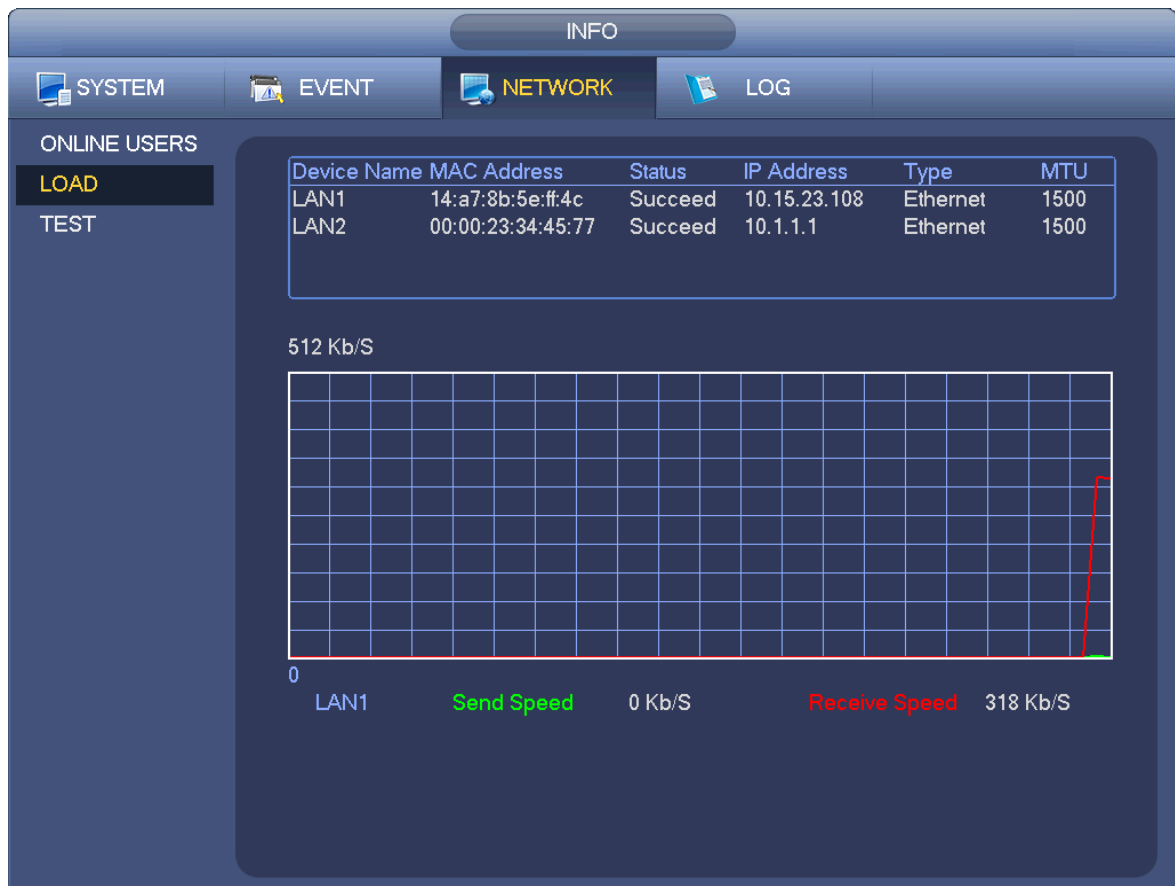 INFO
SYSTEM EVENT NETWORK LOG
ONLINE USERS
LOAD
TEST
Device Name MAC Address Status IP Address Type MTU
LAN1 14:a7:8b:5e:ff:4c Succeed 10.15.23.108 Ethernet 1500
LAN2 00:00:23:34:45:77 Succeed 10.1.1.1 Ethernet 1500
512 Kb/S
0
LAN1 Send Speed 0 Kb/S Receive Speed 318 Kb/S